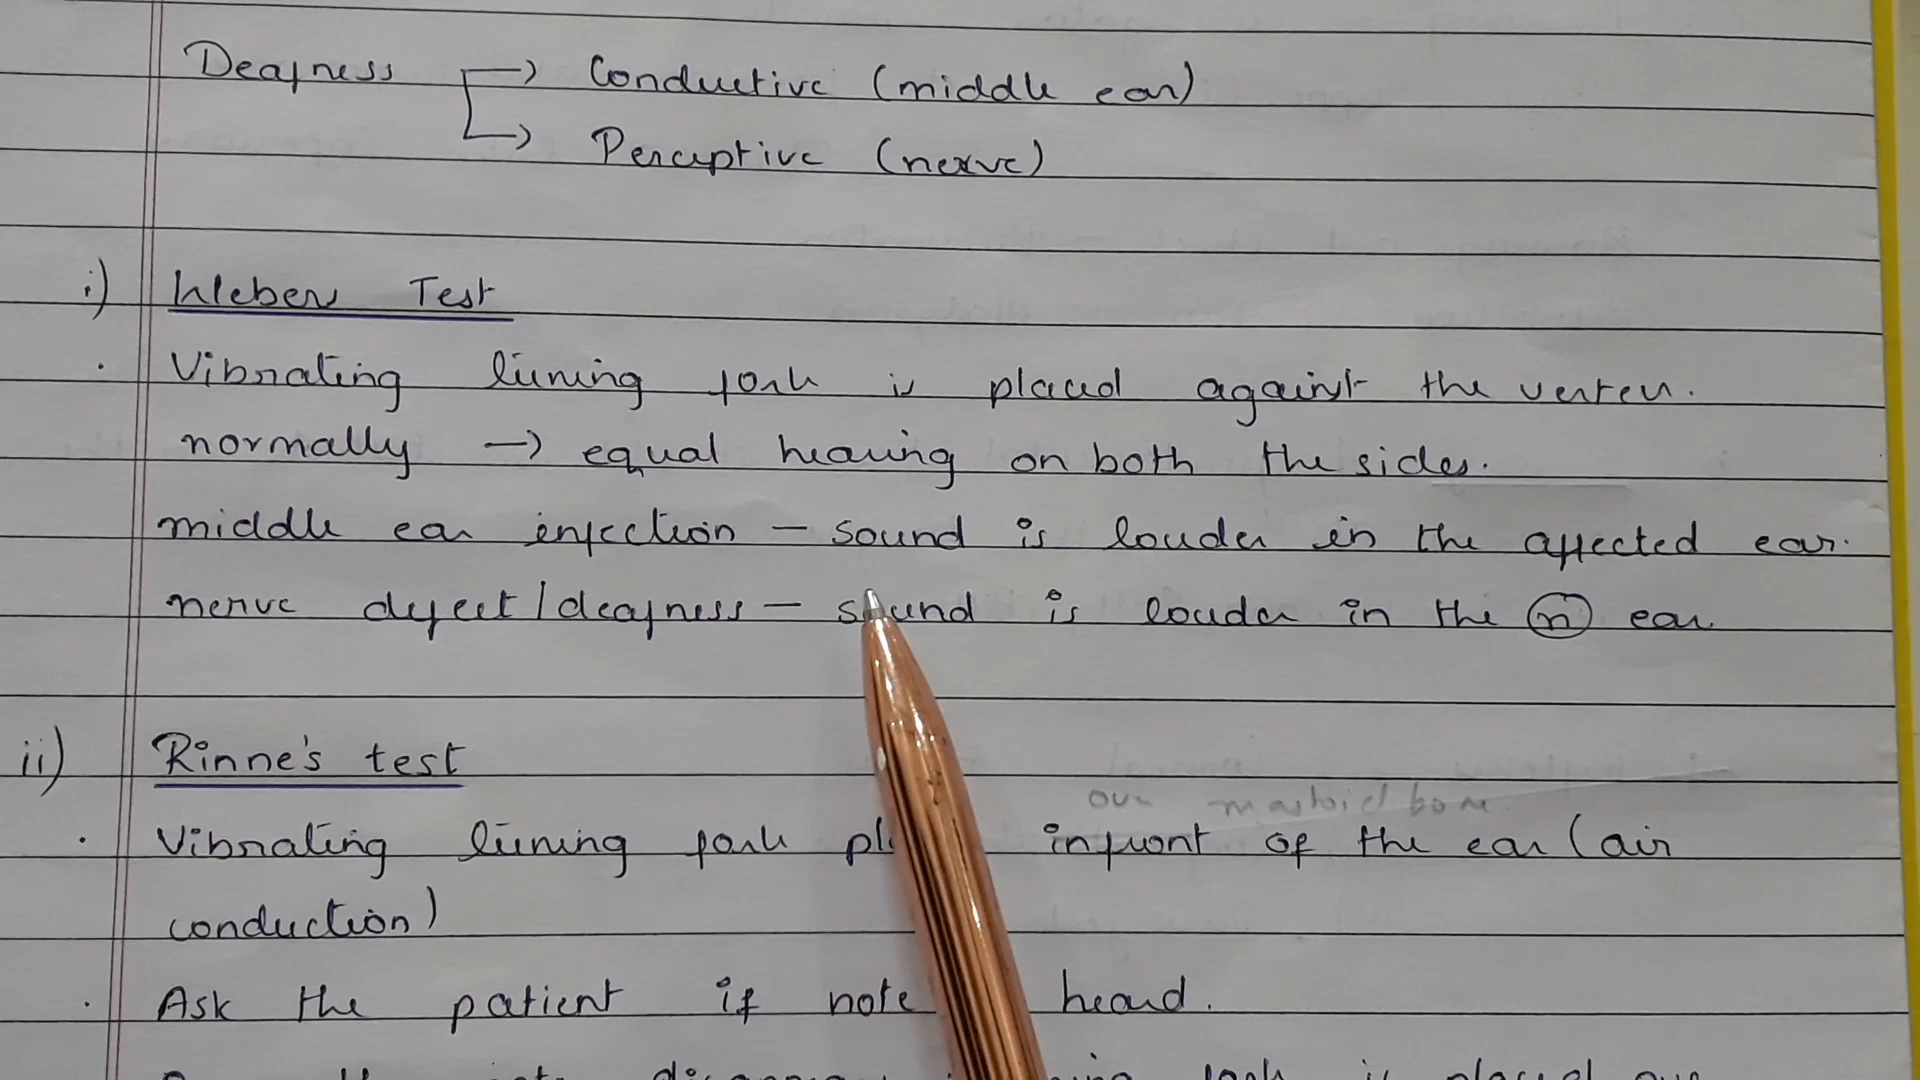 Deafness → Conductive (middle ear)
→ Perceptive (nerve)
i) Weber Test
. Vibrating tuning fork is placed against the vertex.
normally → equal hearing on both the sides.
middle ear infection – sound is louder in the affected ear.
nerve defect/deafness – sound is louder in the n ear
ii) Rinne's test
over mastoid bone
. Vibrating tuning fork infront of the ear (air
conduction)
. Ask the patient if note heard.